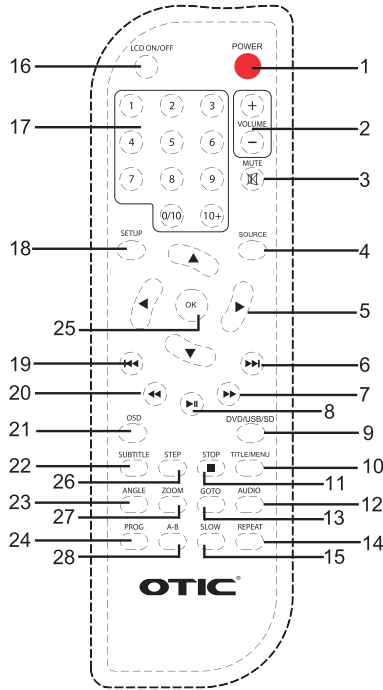 LCD ON/OFF POWER
16 1
1 2 3 +
17 VOLUME 2
4 5 6 −
MUTE
7 8 9 3
0/10 10+
SETUP SOURCE
18 4
OK 5
25
19 6
20 7
8
OSD DVD/USB/SD
21 9
SUBTITLE STEP STOP TITLE/MENU
22 26 11 10
ANGLE ZOOM GOTO AUDIO
23 27 13 12
PROG A-B SLOW REPEAT
24 28 15 14
OTIC